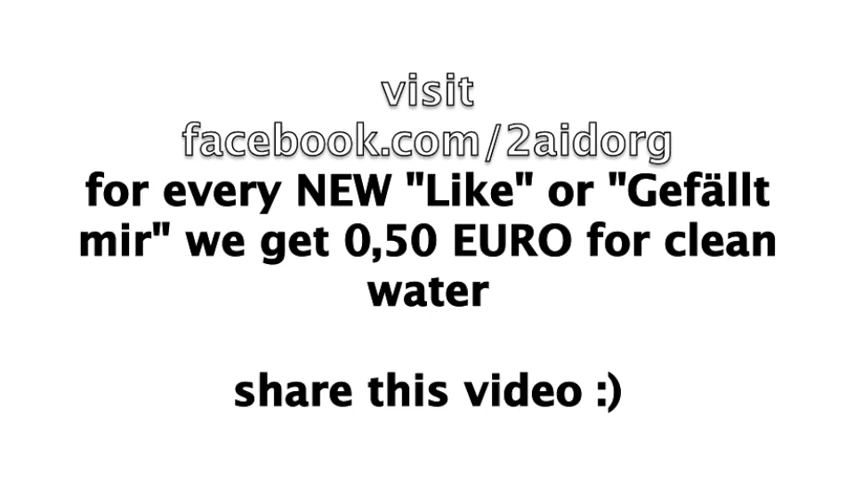 visit
facebook.com/2aidorg
for every NEW "Like" or "Gefällt
mir" we get 0,50 EURO for clean
water
share this video :)